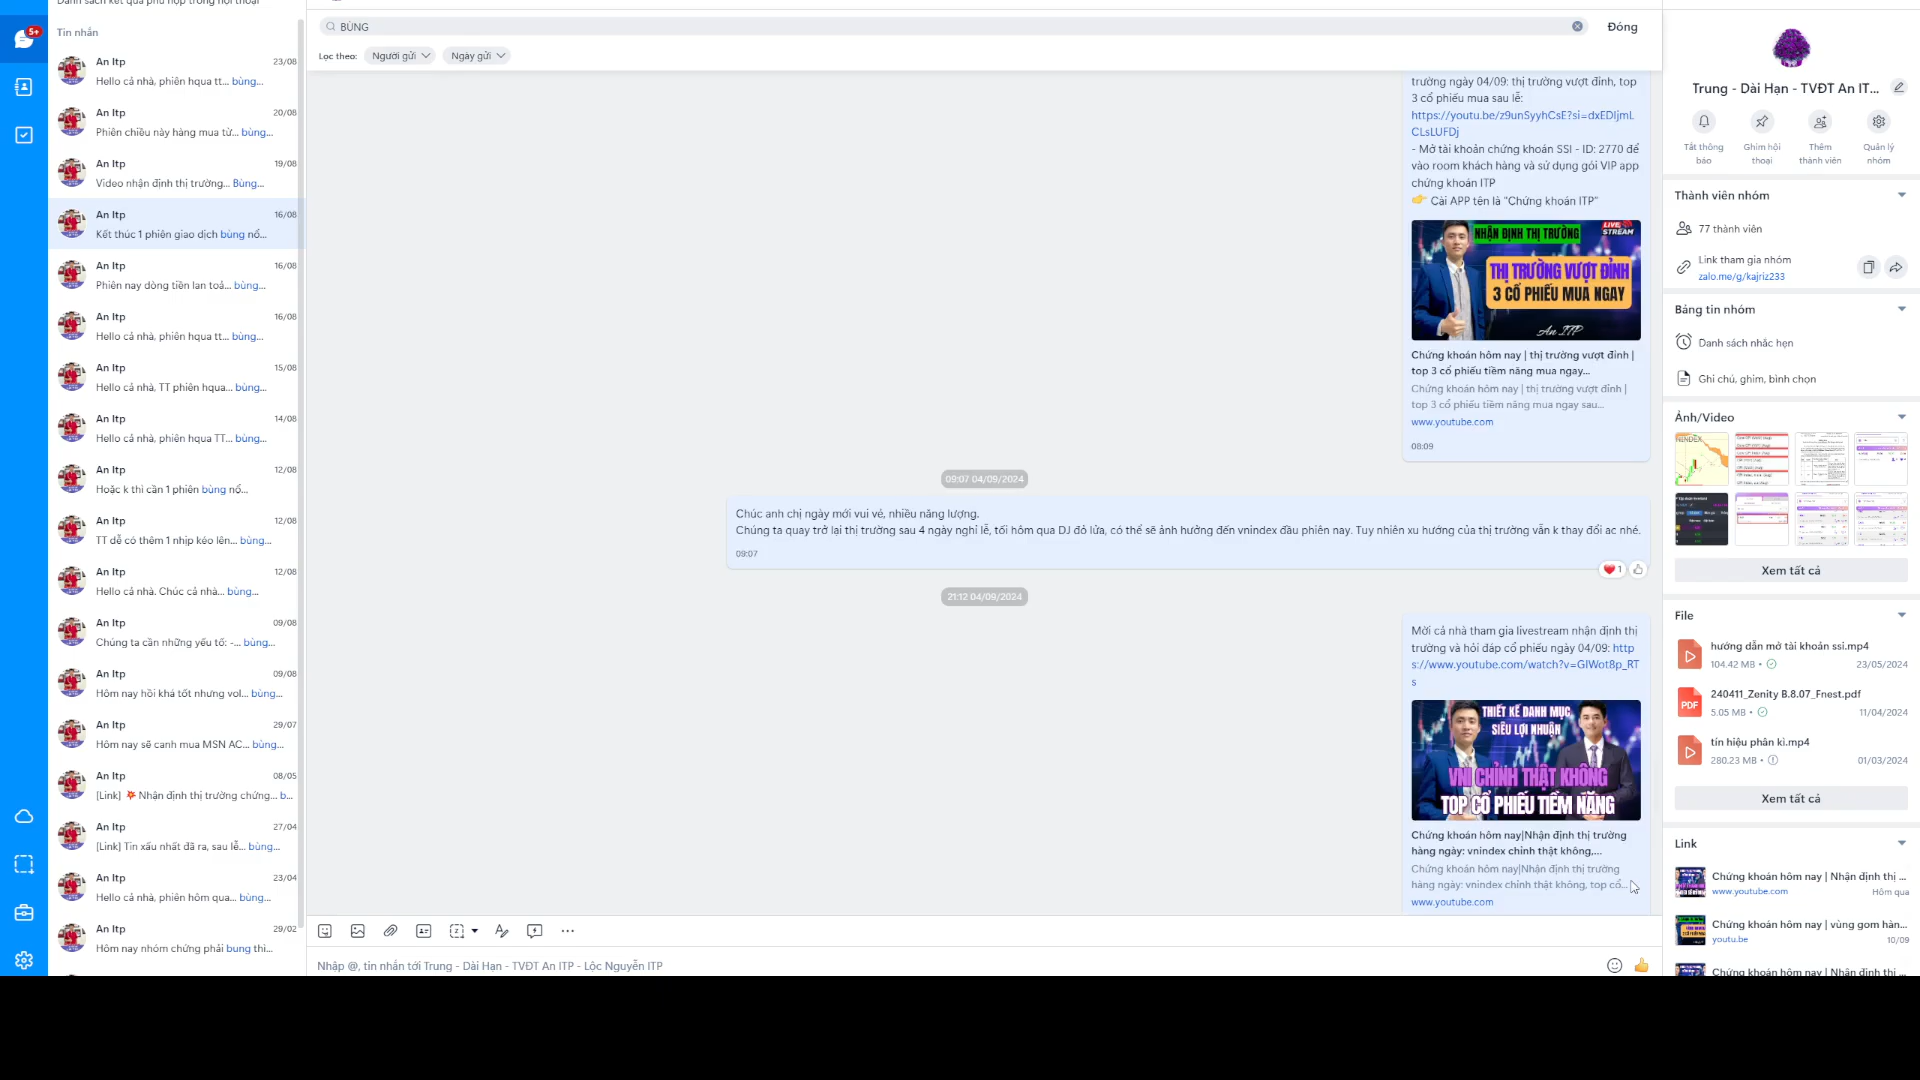 Danh sách kết quả phù hợp trong hội thoại
Tin nhắn
5+
An Itp 23/08
Hello cả nhà, phiên hqua tt... bùng...
An Itp 20/08
Phiên chiều này hàng mua từ... bùng...
An Itp 19/08
Video nhận định thị trường... Bùng...
An Itp 16/08
Kết thúc 1 phiên giao dịch bùng nổ...
An Itp 16/08
Phiên nay dòng tiền lan toả... bùng...
An Itp 16/08
Hello cả nhà, phiên hqua tt... bùng...
An Itp 15/08
Hello cả nhà, TT phiên hqua... bùng...
An Itp 14/08
Hello cả nhà, phiên hqua TT... bùng...
An Itp 12/08
Hoặc k thì cần 1 phiên bùng nổ...
An Itp 12/08
TT dễ có thêm 1 nhịp kéo lên... bùng...
An Itp 12/08
Hello cả nhà. Chúc cả nhà... bùng...
An Itp 09/08
Chúng ta cần những yếu tố: -... bùng...
An Itp 09/08
Hôm nay hồi khá tốt nhưng vol... bùng...
An Itp 29/07
Hôm nay sẽ canh mua MSN AC... bùng...
An Itp 08/05
[Link] Nhận định thị trường chứng... b...
An Itp 27/04
[Link] Tin xấu nhất đã ra, sau lễ... bùng...
An Itp 23/04
Hello cả nhà, phiên hôm qua... bùng...
An Itp 29/02
Hôm nay nhóm chứng phải bung thì...
BÙNG
Đóng
Lọc theo: Người gửi Ngày gửi
trường ngày 04/09: thị trường vượt đỉnh, top
3 cổ phiếu mua sau lễ:
https://youtu.be/z9unSyyhCsE?si=dxEDIjmL
CLsLUFDj
- Mở tài khoản chứng khoán SSI - ID: 2770 để
vào room khách hàng và sử dụng gói VIP app
chứng khoán ITP
👉 Cài APP tên là "Chứng khoán ITP"
NHẬN ĐỊNH THỊ TRƯỜNG
LIVE
STREAM
THỊ TRƯỜNG VƯỢT ĐỈNH
3 CỔ PHIẾU MUA NGAY
An ITP
Chứng khoán hôm nay | thị trường vượt đỉnh |
top 3 cổ phiếu tiềm năng mua ngay...
Chứng khoán hôm nay | thị trường vượt đỉnh |
top 3 cổ phiếu tiềm năng mua ngay sau...
www.youtube.com
08:09
09:07 04/09/2024
Chúc anh chị ngày mới vui vẻ, nhiều năng lượng.
Chúng ta quay trở lại thị trường sau 4 ngày nghỉ lễ, tối hôm qua DJ đỏ lửa, có thể sẽ ảnh hưởng đến vnindex đầu phiên nay. Tuy nhiên xu hướng của thị trường vẫn k thay đổi ac nhé.
09:07
1
21:12 04/09/2024
Mời cả nhà tham gia livestream nhận định thị
trường và hỏi đáp cổ phiếu ngày 04/09: http
s://www.youtube.com/watch?v=GIWot8p_RT
s
THIẾT KẾ DANH MỤC
SIÊU LỢI NHUẬN
VNI CHỈNH THẬT KHÔNG
TOP CỔ PHIẾU TIỀM NĂNG
Chứng khoán hôm nay|Nhận định thị trường
hàng ngày: vnindex chỉnh thật không,...
Chứng khoán hôm nay|Nhận định thị trường
hàng ngày: vnindex chỉnh thật không, top cổ...
www.youtube.com
Nhập @, tin nhắn tới Trung - Dài Hạn - TVĐT An ITP - Lộc Nguyễn ITP
Trung - Dài Hạn - TVĐT An IT...
Tắt thông
báo
Ghim hội
thoại
Thêm
thành viên
Quản lý
nhóm
Thành viên nhóm
77 thành viên
Link tham gia nhóm
zalo.me/g/kajriz233
Bảng tin nhóm
Danh sách nhắc hẹn
Ghi chú, ghim, bình chọn
Ảnh/Video
Xem tất cả
File
hướng dẫn mở tài khoản ssi.mp4
104.42 MB 23/05/2024
PDF
240411_Zenity B.8.07_Fnest.pdf
5.05 MB 11/04/2024
tín hiệu phân kì.mp4
280.23 MB 01/03/2024
Xem tất cả
Link
Chứng khoán hôm nay | Nhận định thị ...
www.youtube.com Hôm qua
Chứng khoán hôm nay | vùng gom hàn...
youtu.be 10/09
Chứng khoán hôm nay | Nhận định thị ...